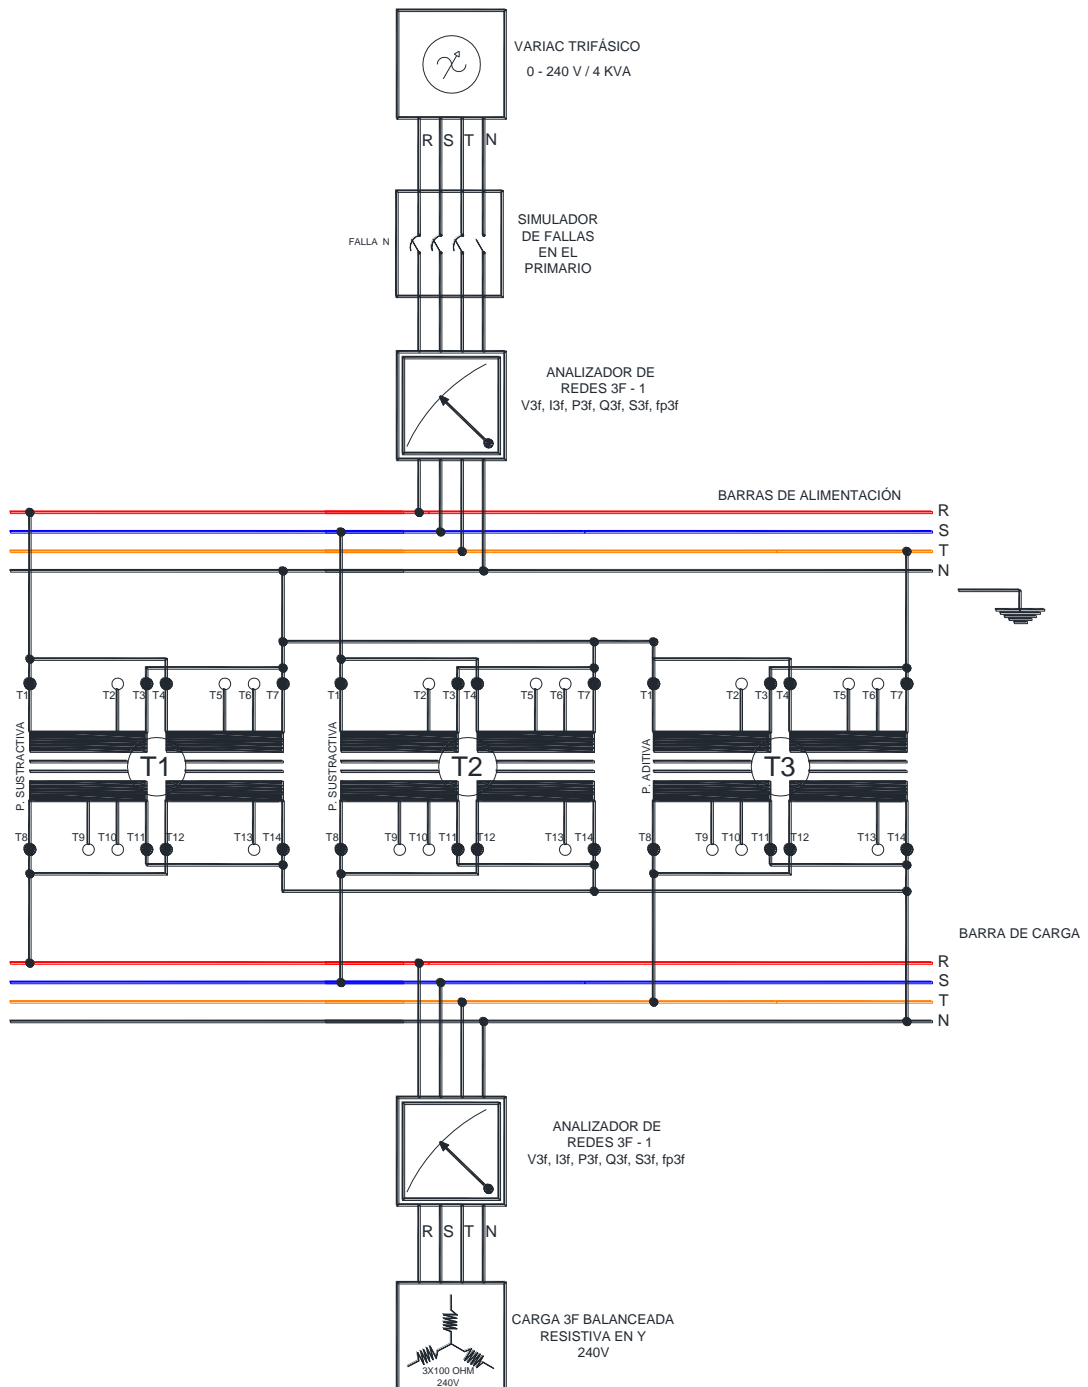 VARIAC TRIFÁSICO
0 - 240 V / 4 KVA
R S T N
SIMULADOR
DE FALLAS
EN EL
PRIMARIO
FALLA N
ANALIZADOR DE
REDES 3F - 1
V3f, I3f, P3f, Q3f, S3f, fp3f
BARRAS DE ALIMENTACIÓN
R
S
T
N
T1 T2 T3 T4 T5 T6 T7
T1 T2 T3 T4 T5 T6 T7
T1 T2 T3 T4 T5 T6 T7
P. SUSTRACTIVA
T1
P. SUSTRACTIVA
T2
P. ADITIVA
T3
T8 T9 T10 T11 T12 T13 T14
T8 T9 T10 T11 T12 T13 T14
T8 T9 T10 T11 T12 T13 T14
BARRA DE CARGA
R
S
T
N
ANALIZADOR DE
REDES 3F - 1
V3f, I3f, P3f, Q3f, S3f, fp3f
R S T N
CARGA 3F BALANCEADA
RESISTIVA EN Y
240V
3X100 OHM
240V